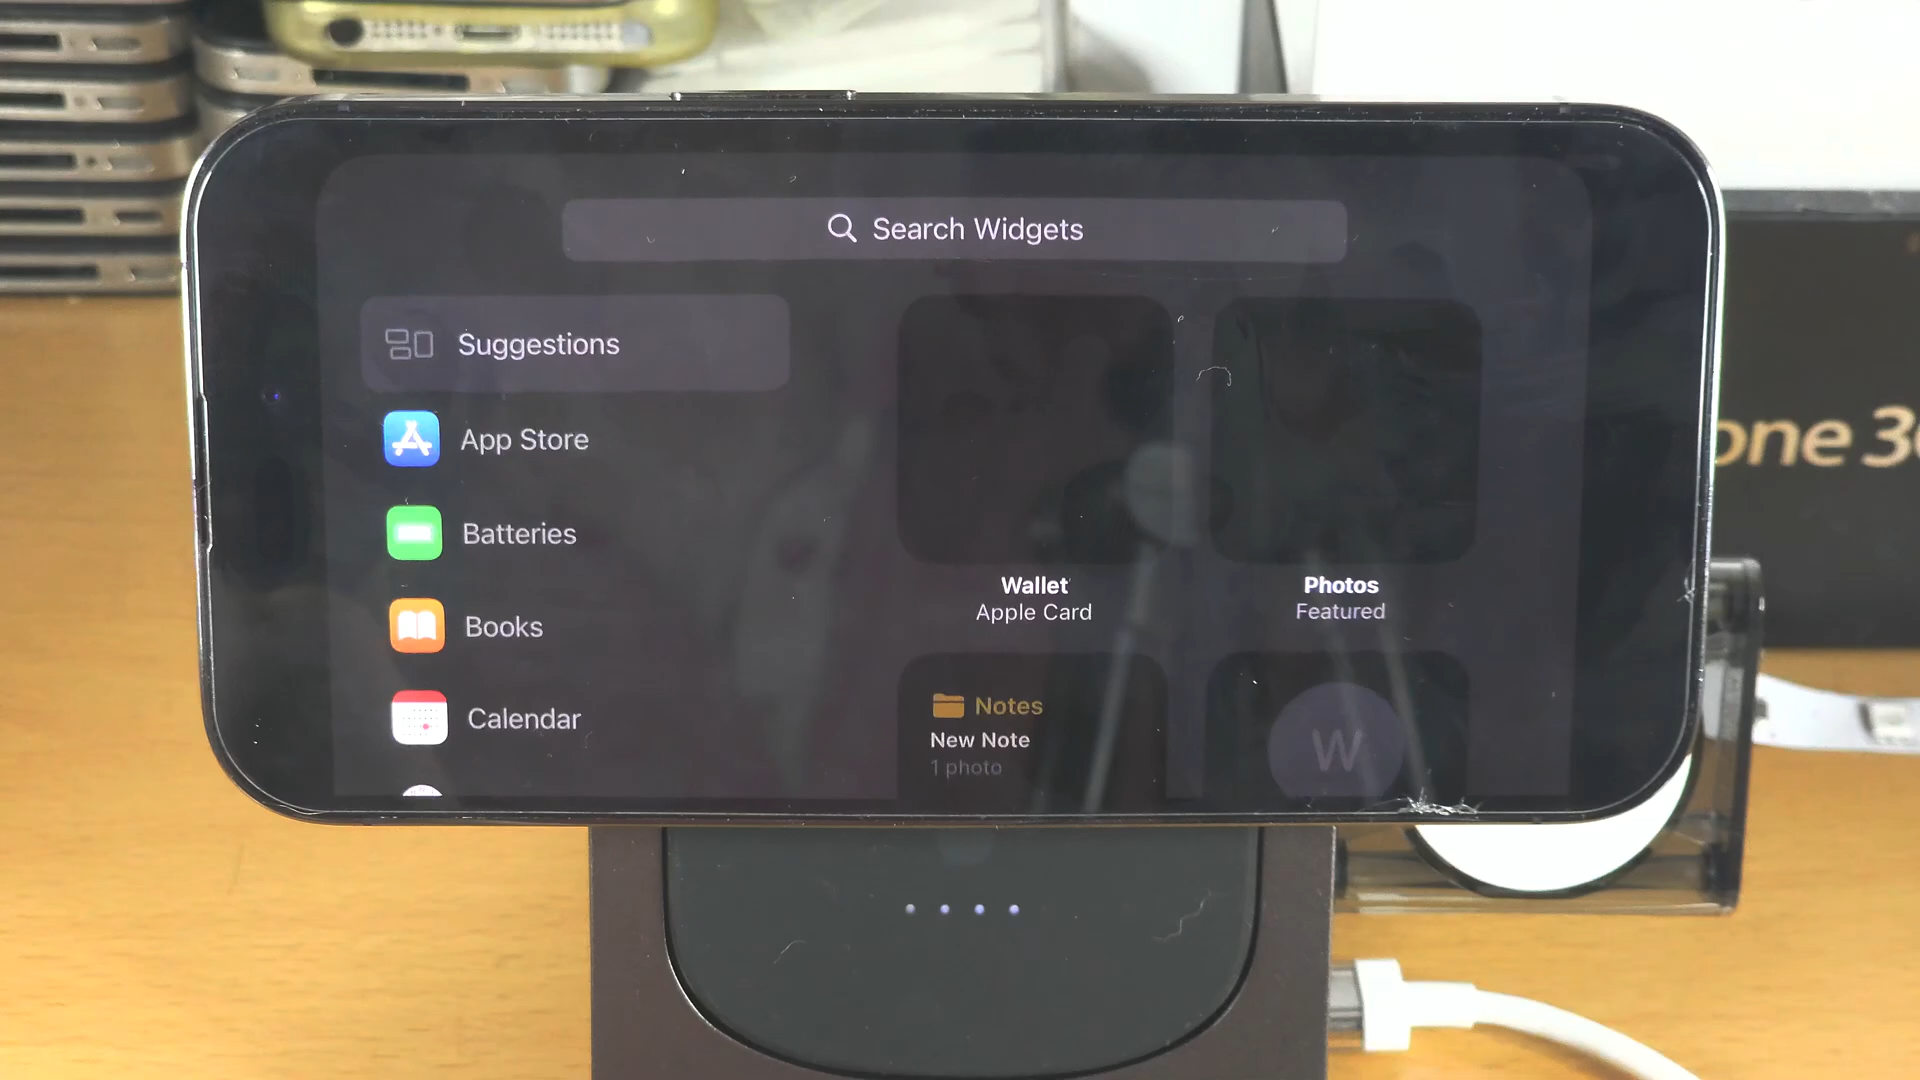 Search Widgets
Suggestions
App Store
Batteries
Books
Calendar
Wallet
Apple Card
Photos
Featured
Notes
New Note
1 photo
W
one 3